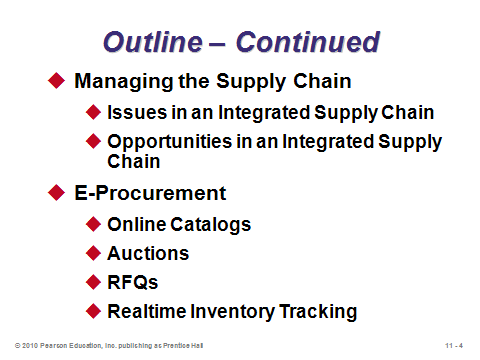 Outline – Continued
Managing the Supply Chain
Issues in an Integrated Supply Chain
Opportunities in an Integrated Supply
Chain
E-Procurement
Online Catalogs
Auctions
RFQs
Realtime Inventory Tracking
© 2010 Pearson Education, Inc. publishing as Prentice Hall
11 - 4